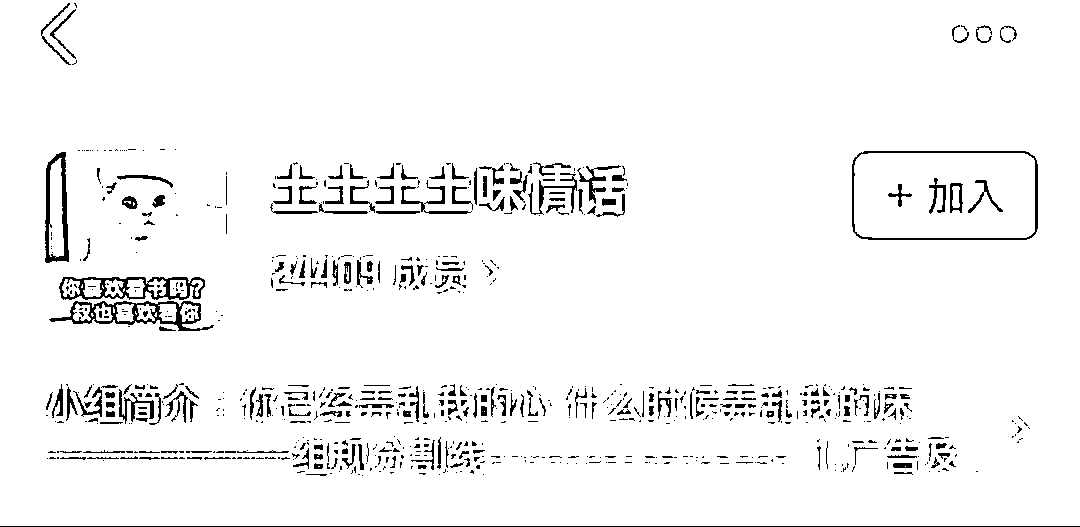 土土土土味情话
+ 加入
24409 成员
你喜欢看书吗?
叔也喜欢看你
小组简介：你已经弄乱我的心 什么时候弄乱我的床
组规分割线 1.广告及